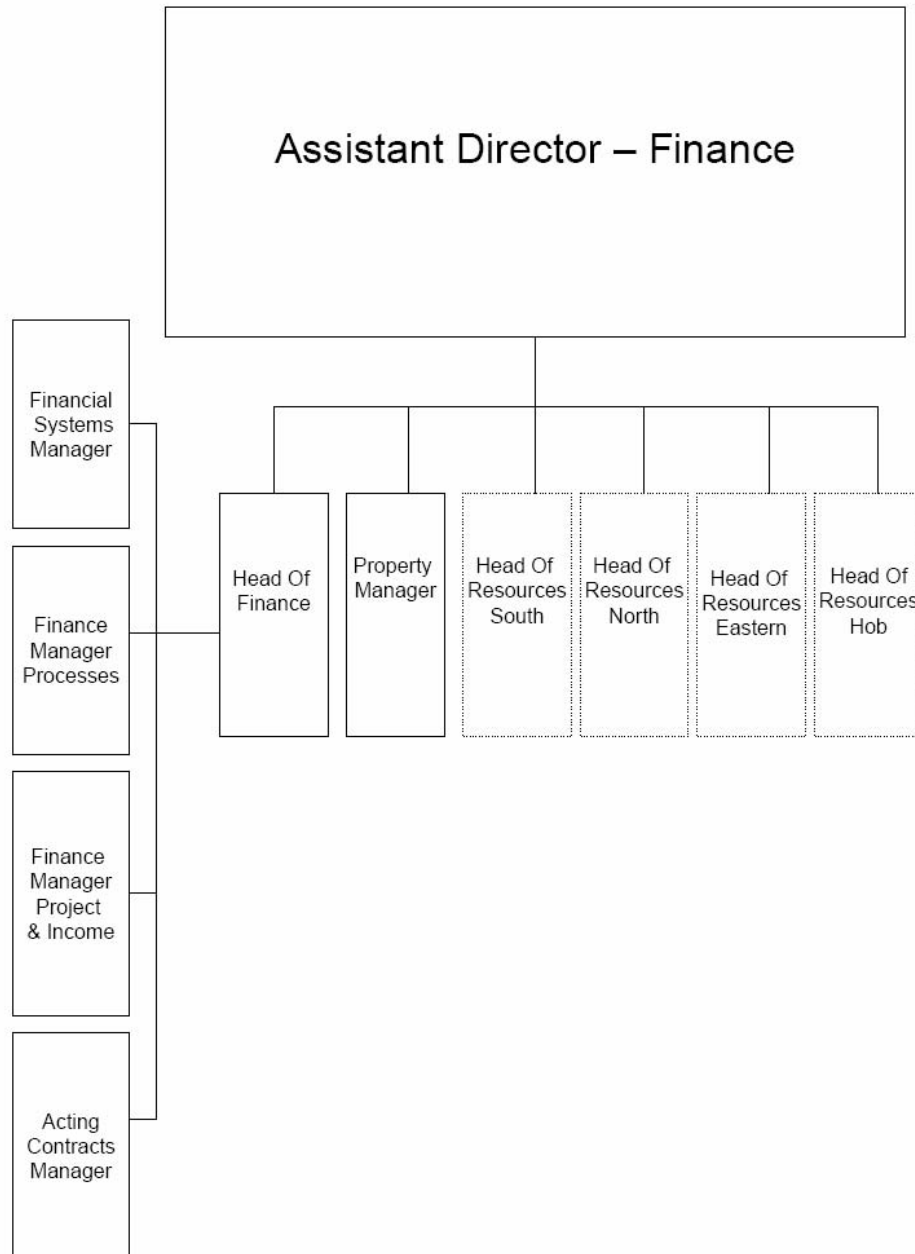 Assistant Director – Finance
Financial
Systems
Manager
Head Of
Finance
Property
Manager
Head Of
Resources
South
Head Of
Resources
North
Head Of
Resources
Eastern
Head Of
Resources
Hob
Finance
Manager
Processes
Finance
Manager
Project
& Income
Acting
Contracts
Manager